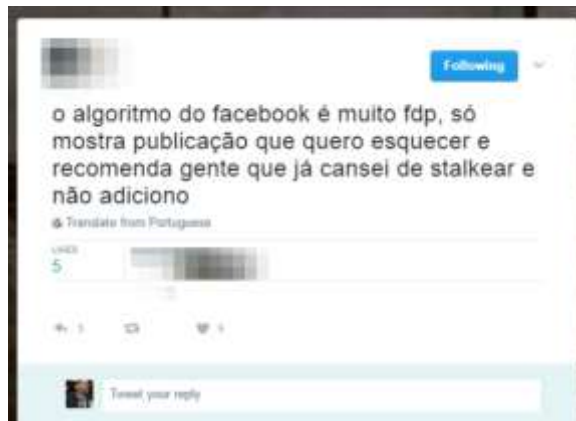 Following
o algoritmo do facebook é muito fdp, só
mostra publicação que quero esquecer e
recomenda gente que já cansei de stalkear e
não adiciono
Translate from Portuguese
LIKES
5
Tweet your reply